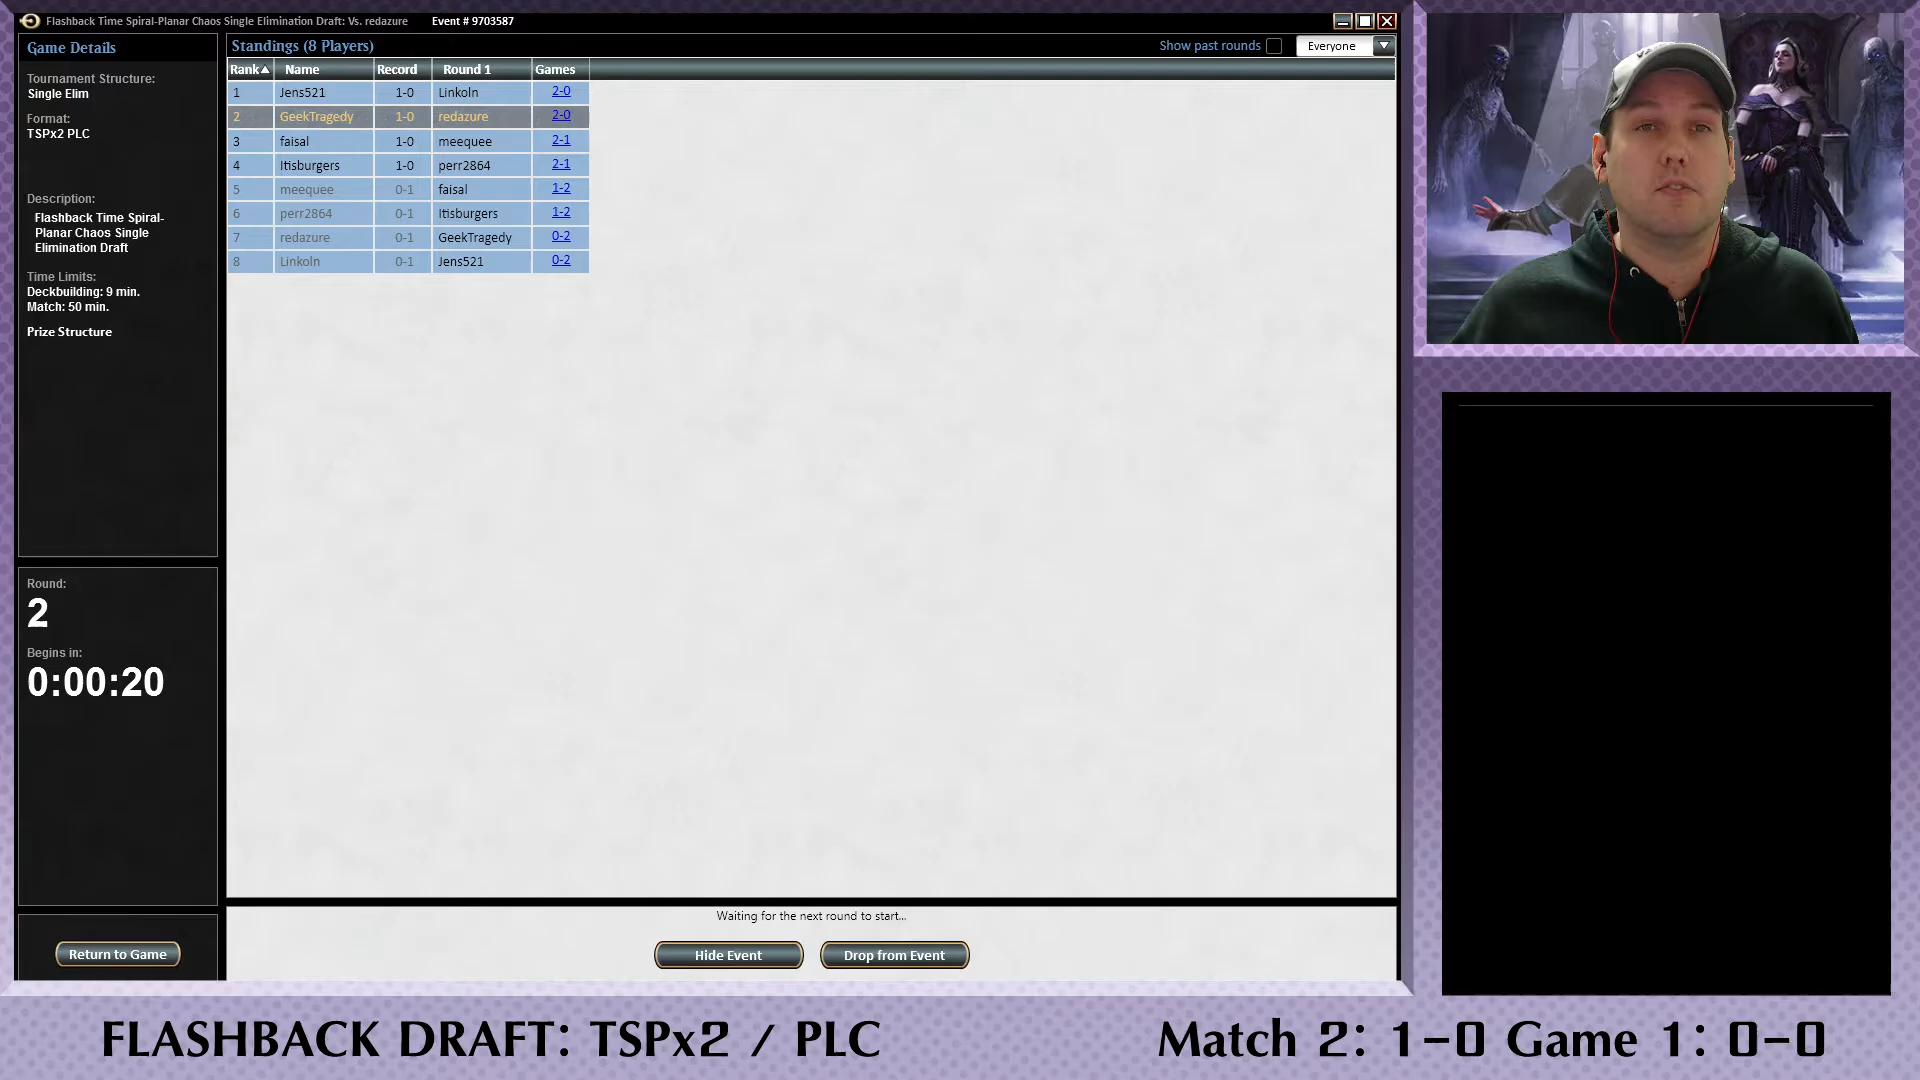 Flashback Time Spiral-Planar Chaos Single Elimination Draft: Vs. redazure Event # 9703587
Game Details
Tournament Structure:
Single Elim
Format:
TSPx2 PLC
Description:
Flashback Time Spiral-
Planar Chaos Single
Elimination Draft
Time Limits:
Deckbuilding: 9 min.
Match: 50 min.
Prize Structure
Round:
2
Begins in:
0:00:20
Return to Game
Standings (8 Players) Show past rounds Everyone
Rank Name Record Round 1 Games
1 Jens521 1-0 Linkoln 2-0
2 GeekTragedy 1-0 redazure 2-0
3 faisal 1-0 meequee 2-1
4 Itisburgers 1-0 perr2864 2-1
5 meequee 0-1 faisal 1-2
6 perr2864 0-1 Itisburgers 1-2
7 redazure 0-1 GeekTragedy 0-2
8 Linkoln 0-1 Jens521 0-2
Waiting for the next round to start...
Hide Event Drop from Event
FLASHBACK DRAFT: TSPx2 / PLC Match 2: 1-0 Game 1: 0-0